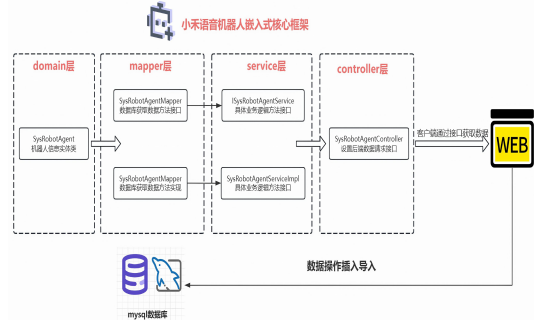 小禾语音机器人嵌入式核心框架
domain层
mapper层
service层
controller层
SysRobotAgent
机器人信息实体类
SysRobotAgentMapper
数据库获取数据方法接口
SysRobotAgentMapper
数据库获取数据方法实现
ISysRobotAgentService
具体业务逻辑方法接口
SysRobotAgentServiceImpl
具体业务逻辑方法接口
SysRobotAgentController
设置后端数据请求接口
客户端通过接口获取数据
WEB
数据操作插入导入
mysql数据库